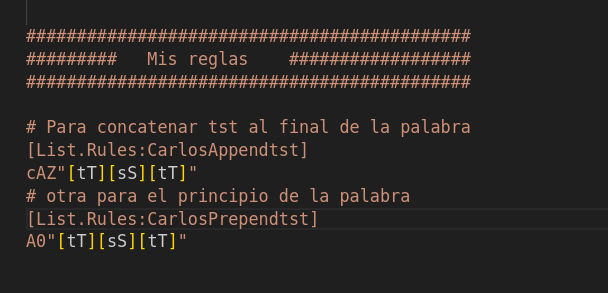 ############################################
#########   Mis reglas    ##################
############################################
# Para concatenar tst al final de la palabra
[List.Rules:CarlosAppendtst]
cAZ"[tT][sS][tT]"
# otra para el principio de la palabra
[List.Rules:CarlosPrependtst]
A0"[tT][sS][tT]"